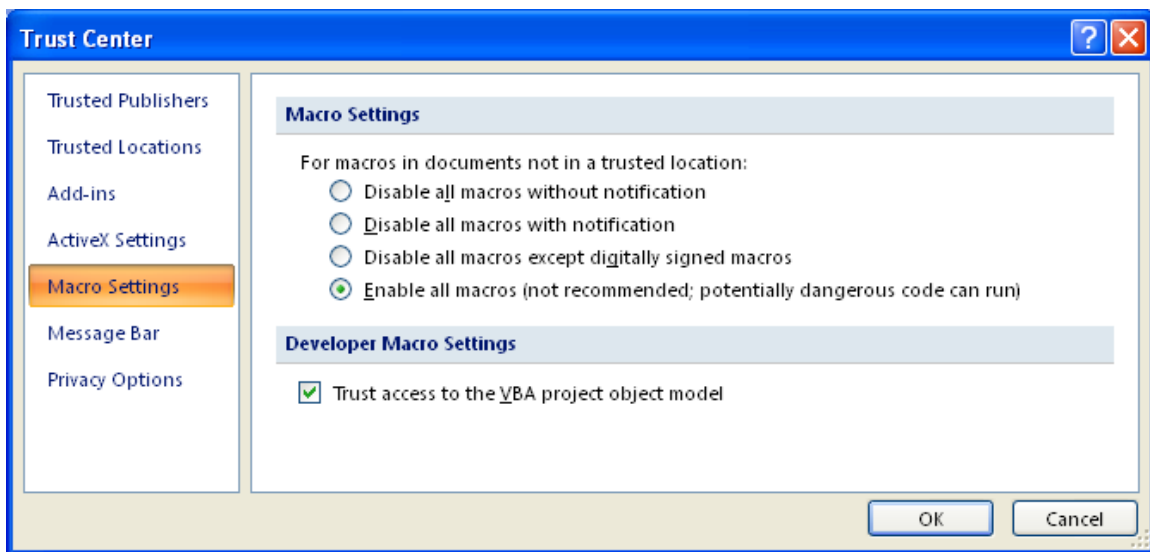 Trust Center
?
Trusted Publishers
Trusted Locations
Add-ins
ActiveX Settings
Macro Settings
Message Bar
Privacy Options
Macro Settings
For macros in documents not in a trusted location:
Disable all macros without notification
Disable all macros with notification
Disable all macros except digitally signed macros
Enable all macros (not recommended; potentially dangerous code can run)
Developer Macro Settings
Trust access to the VBA project object model
OK
Cancel